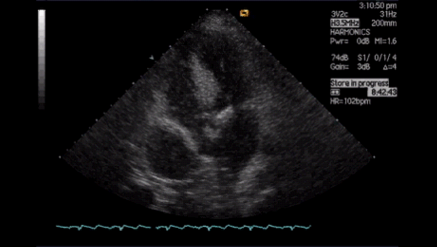 3:10:50 pm
3V2c 31Hz
H3.5MHz 200mm
HARMONICS
Pwr= 0dB MI=1.6
74dB S1/ 0/1/ 4
Gain= 3dB Δ=4
Store in progress
8:42:43
HR=102bpm